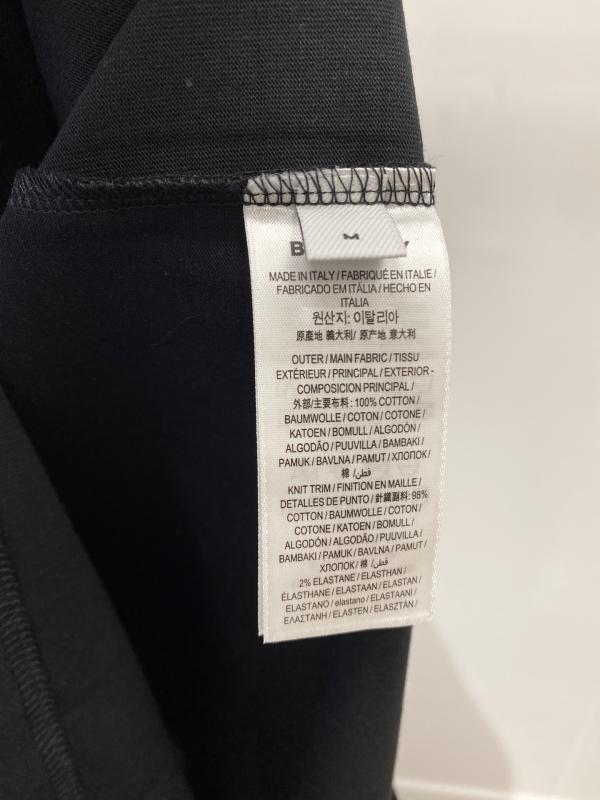 M
MADE IN ITALY / FABRIQUÉ EN ITALIE /
FABRICADO EM ITÁLIA / HECHO EN
ITALIA
원산지: 이탈리아
原產地 義大利/ 原产地 意大利
OUTER / MAIN FABRIC / TISSU
EXTÉRIEUR / PRINCIPAL / EXTERIOR -
COMPOSICION PRINCIPAL /
外部/主要布料: 100% COTTON /
BAUMWOLLE / COTON / COTONE /
KATOEN / BOMULL / ALGODÓN /
ALGODÃO / PUUVILLA / BAMBAKI /
PAMUK / BAVLNA / PAMUT / ХЛОПОК /
棉 /قطن
KNIT TRIM / FINITION EN MAILLE /
DETALLES DE PUNTO / 針織副料: 98%
COTTON / BAUMWOLLE / COTON /
COTONE / KATOEN / BOMULL /
ALGODÓN / ALGODÃO / PUUVILLA /
BAMBAKI / PAMUK / BAVLNA / PAMUT /
ХЛОПОК / 棉 /قطن
2% ELASTANE / ELASTHAN /
ÉLASTHANE / ELASTAAN / ELASTAN /
ELASTANO / elastano / ELASTAANI /
ΕΛΑΣΤΑΝΗ / ELASTEN / ELASZTÁN /